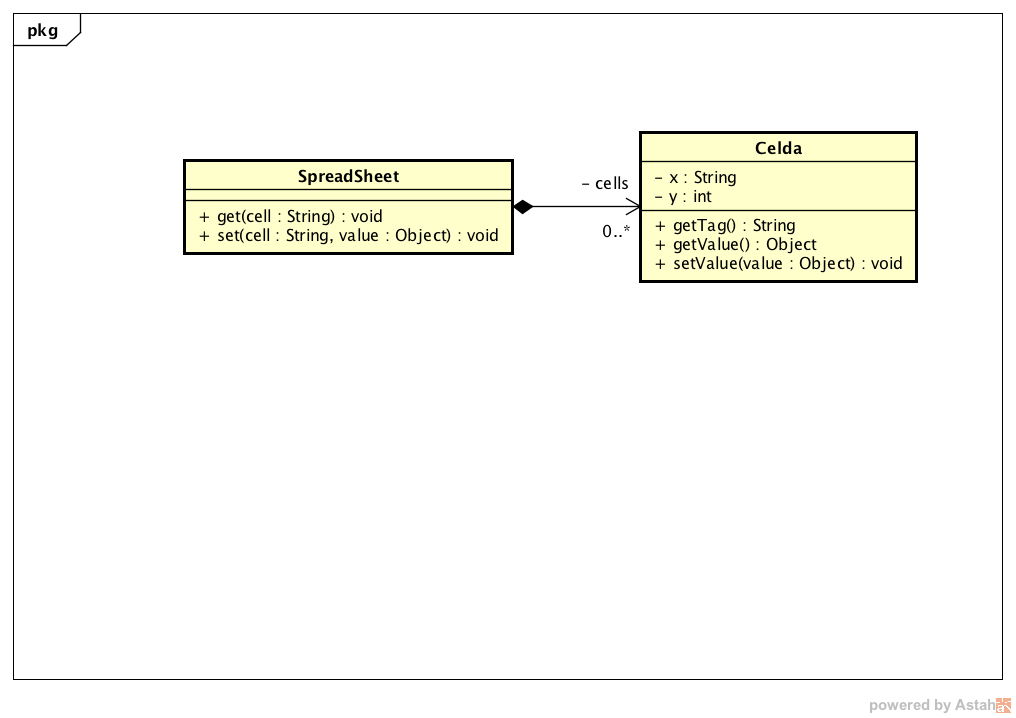 pkg
SpreadSheet
+ get(cell : String) : void
+ set(cell : String, value : Object) : void
- cells
0..*
Celda
- x : String
- y : int
+ getTag() : String
+ getValue() : Object
+ setValue(value : Object) : void
powered by Astah